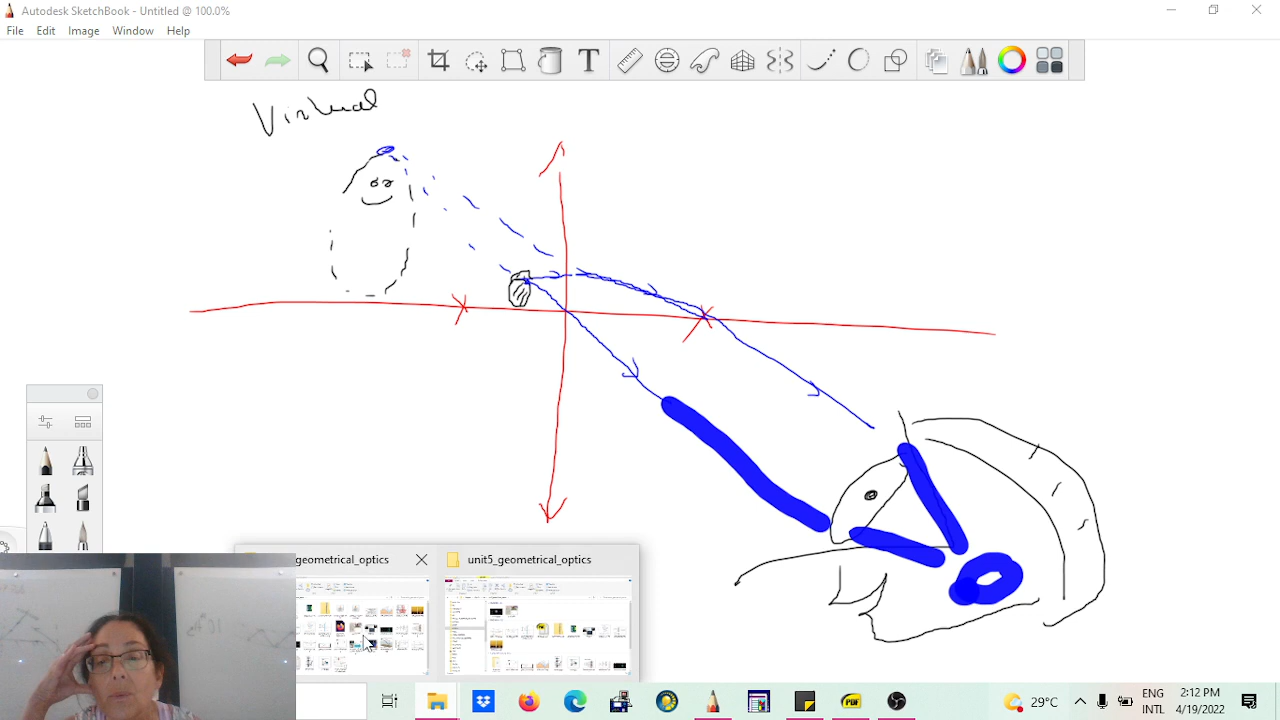 Autodesk SketchBook - Untitled @ 100.0%
File Edit Image Window Help
T
Virtual
geometrical_optics
unit5_geometrical_optics
PDF
29°C
ENG
INTL
2:12 PM
4/19/2022